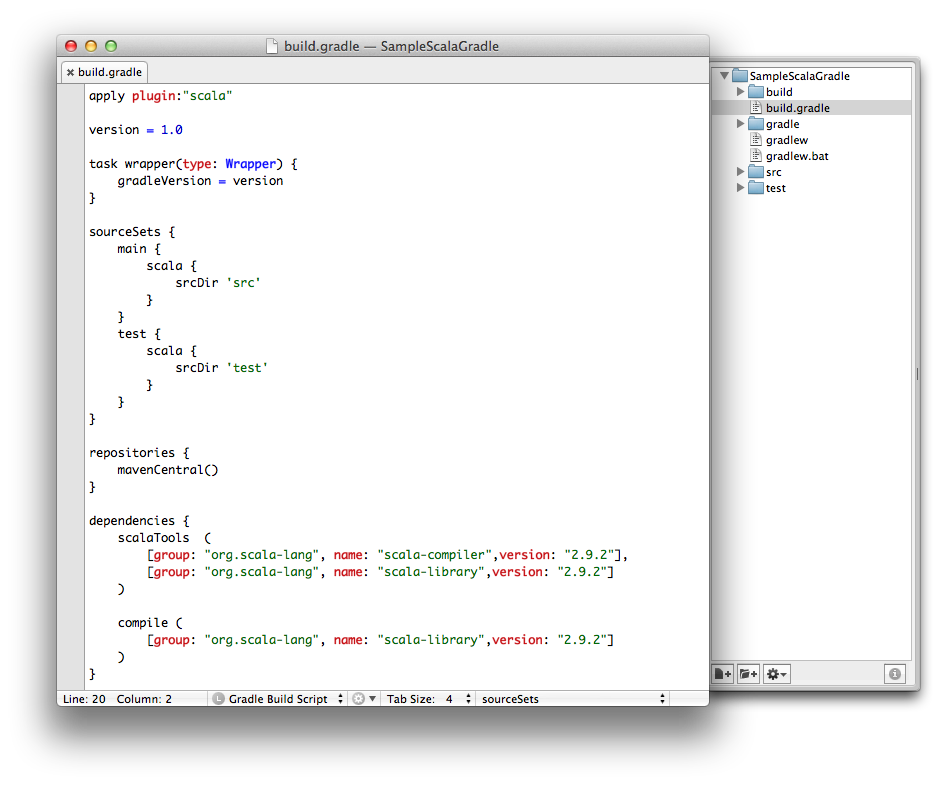 build.gradle — SampleScalaGradle
build.gradle
apply plugin:"scala"
version = 1.0
task wrapper(type: Wrapper) {
    gradleVersion = version
}
sourceSets {
    main {
        scala {
            srcDir 'src'
        }
    }
    test {
        scala {
            srcDir 'test'
        }
    }
}
repositories {
    mavenCentral()
}
dependencies {
    scalaTools  (
        [group: "org.scala-lang", name: "scala-compiler",version: "2.9.2"],
        [group: "org.scala-lang", name: "scala-library",version: "2.9.2"]
    )
    compile (
        [group: "org.scala-lang", name: "scala-library",version: "2.9.2"]
    )
}
Line: 20 Column: 2 L Gradle Build Script Tab Size: 4 sourceSets
SampleScalaGradle
build
build.gradle
gradle
gradlew
gradlew.bat
src
test